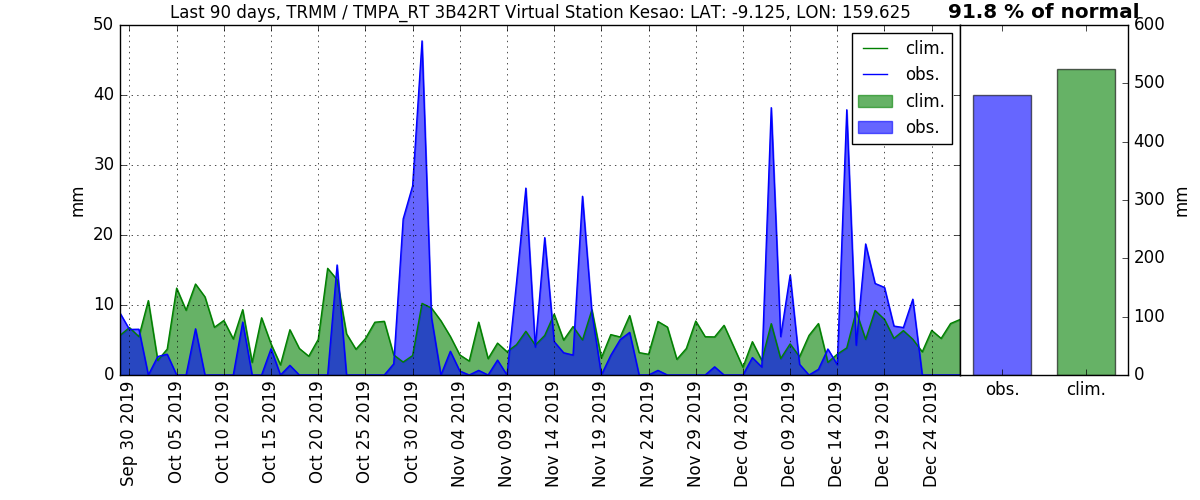 Last 90 days, TRMM / TMPA_RT 3B42RT Virtual Station Kesao: LAT: -9.125, LON: 159.625
91.8 % of normal
50
40
30
20
10
0
mm
clim.
obs.
clim.
obs.
600
500
400
300
200
100
0
mm
Sep 30 2019
Oct 05 2019
Oct 10 2019
Oct 15 2019
Oct 20 2019
Oct 25 2019
Oct 30 2019
Nov 04 2019
Nov 09 2019
Nov 14 2019
Nov 19 2019
Nov 24 2019
Nov 29 2019
Dec 04 2019
Dec 09 2019
Dec 14 2019
Dec 19 2019
Dec 24 2019
obs.
clim.